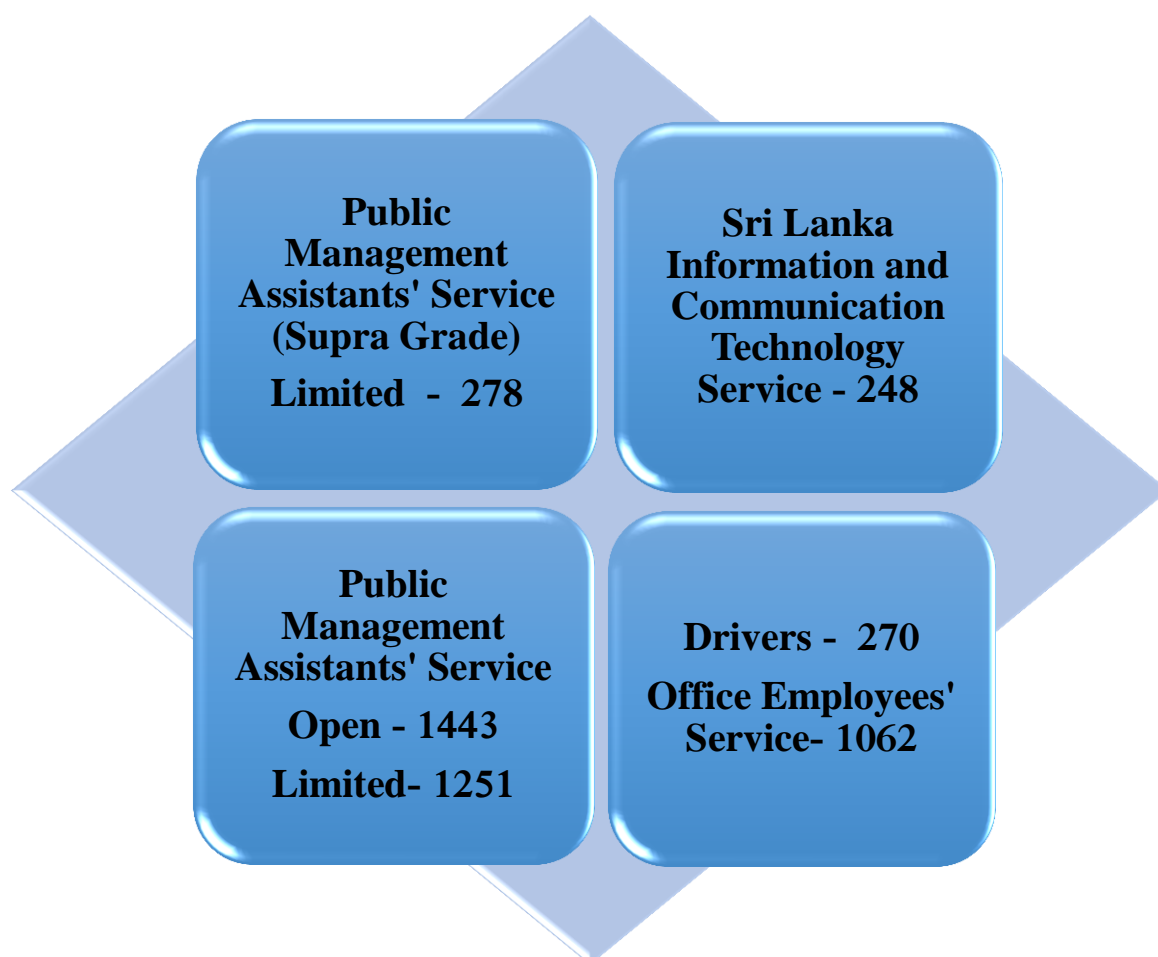 Public
Management
Assistants' Service
(Supra Grade)
Limited - 278
Sri Lanka
Information and
Communication
Technology
Service - 248
Public
Management
Assistants' Service
Open - 1443
Limited- 1251
Drivers - 270
Office Employees'
Service- 1062